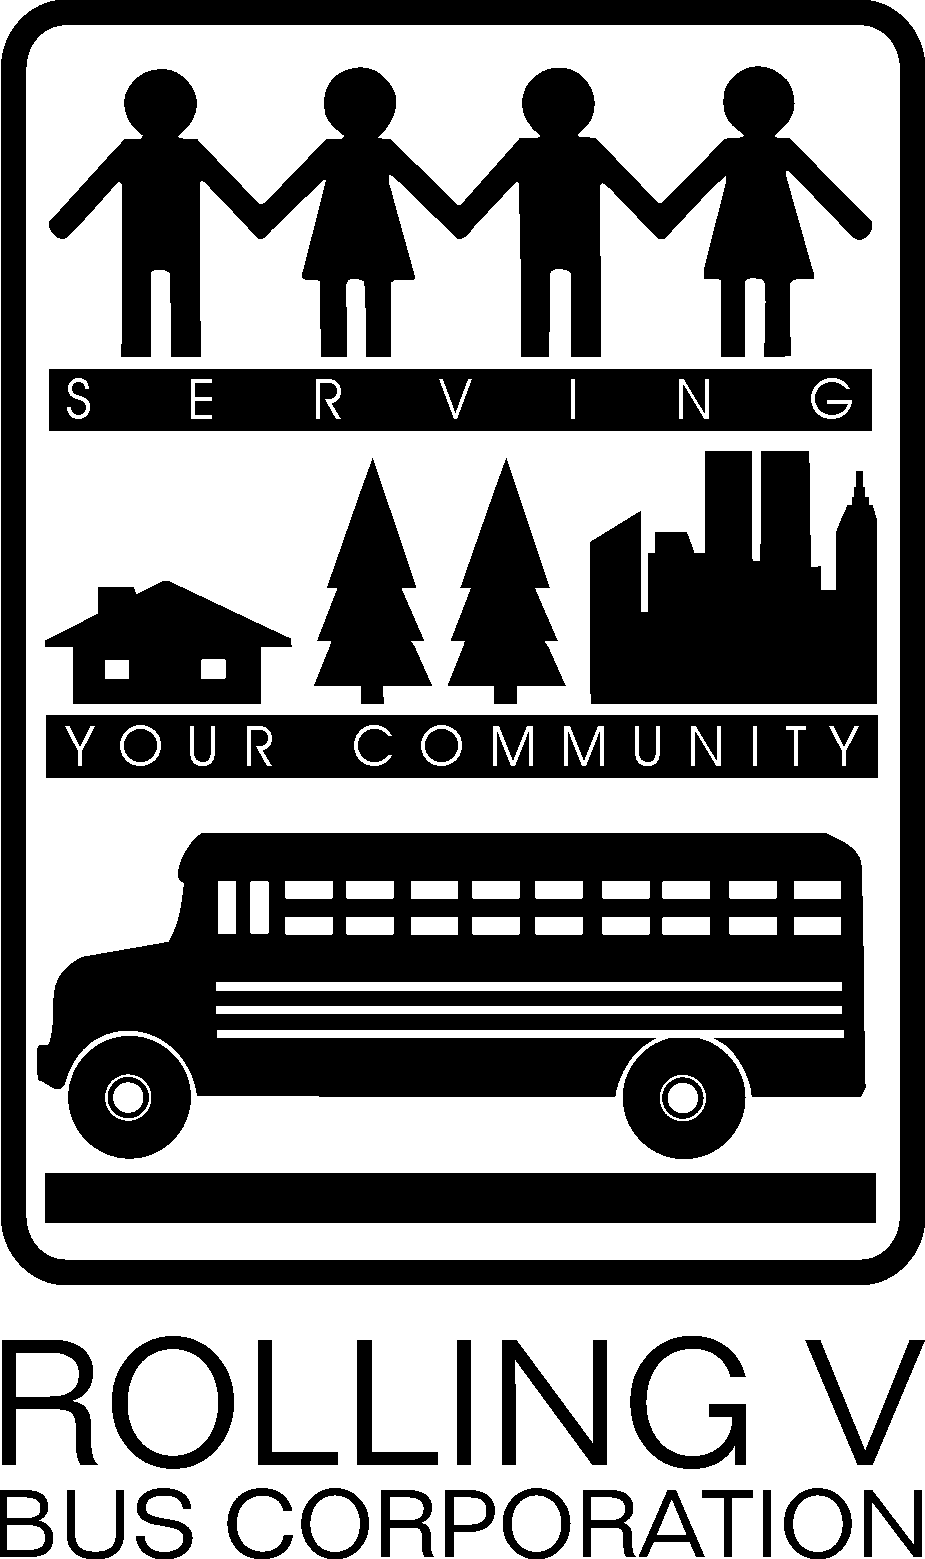 SERVING
YOUR COMMUNITY
ROLLING V
BUS CORPORATION